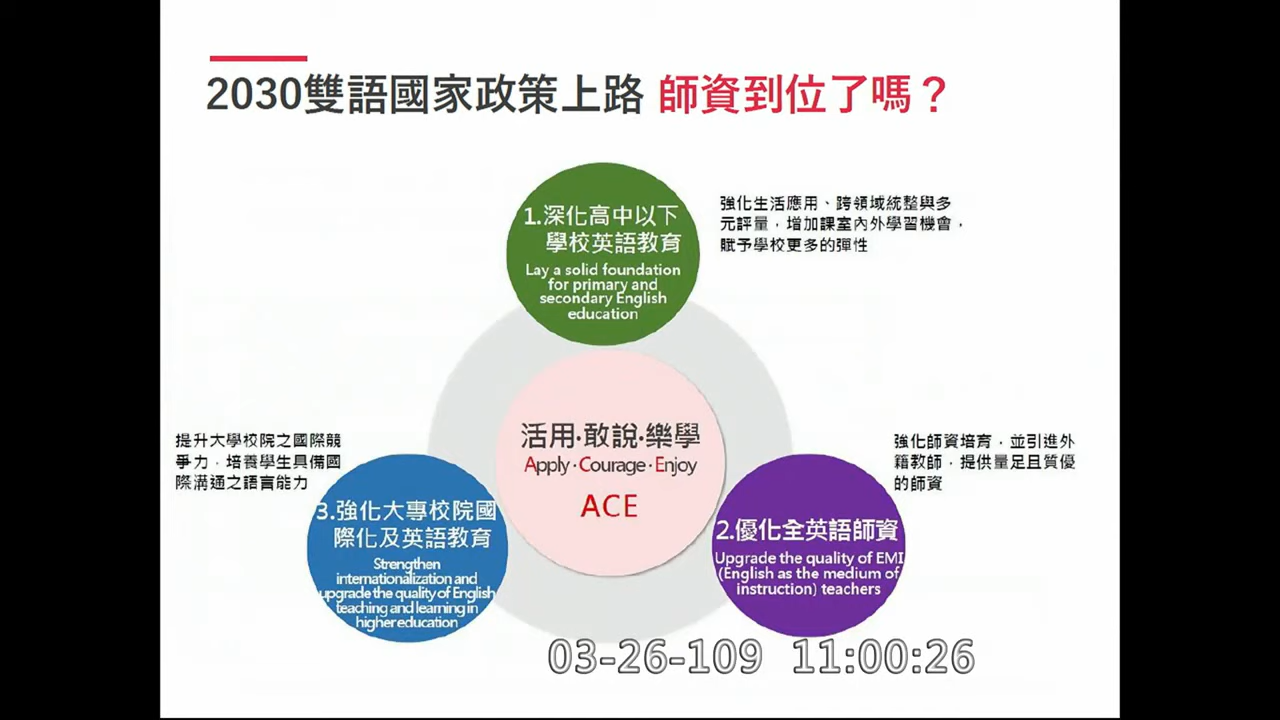 2030雙語國家政策上路 師資到位了嗎？
1.深化高中以下
學校英語教育
Lay a solid foundation
for primary and
secondary English
education
強化生活應用、跨領域統整與多
元評量，增加課室內外學習機會，
賦予學校更多的彈性
活用·敢說·樂學
Apply · Courage · Enjoy
ACE
提升大學校院之國際競
爭力，培養學生具備國
際溝通之語言能力
3.強化大專校院國
際化及英語教育
Strengthen
internationalization and
upgrade the quality of English
teaching and learning in
higher education
強化師資培育，並引進外
籍教師，提供量足且質優
的師資
2.優化全英語師資
Upgrade the quality of EMI
(English as the medium of
instruction) teachers
03-26-109 11:00:26